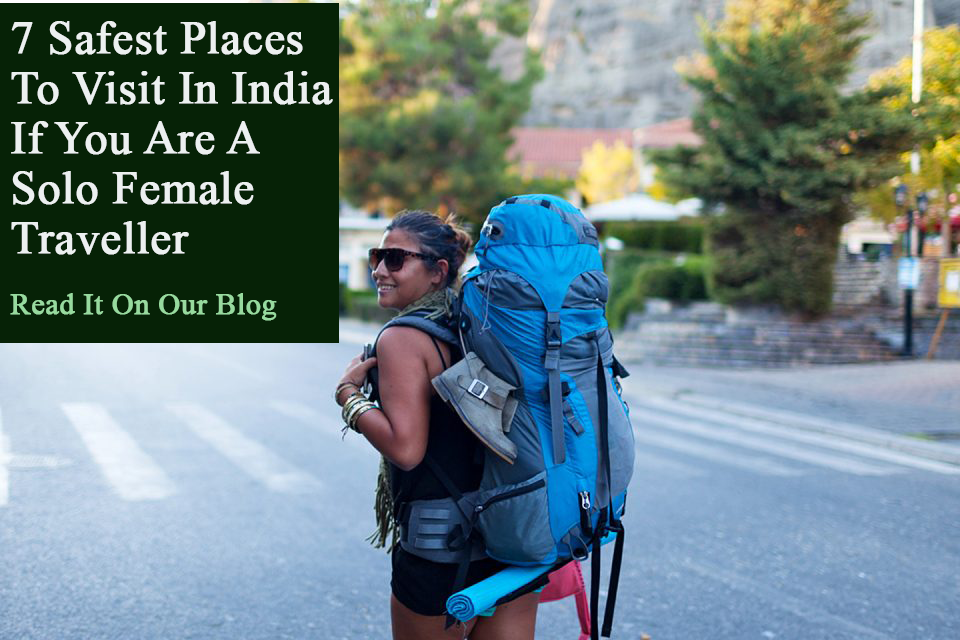 7 Safest Places
To Visit In India
If You Are A
Solo Female
Traveller
Read It On Our Blog